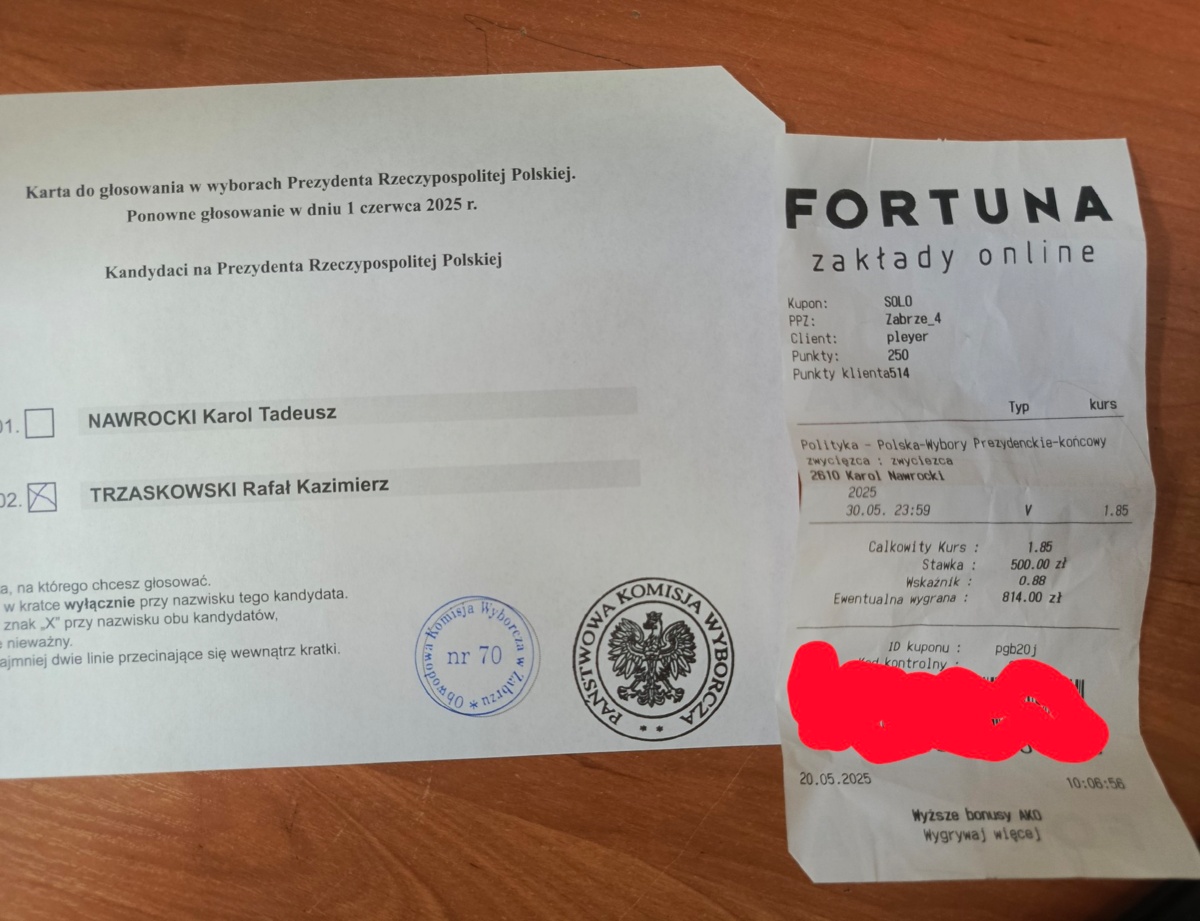 Karta do głosowania w wyborach Prezydenta Rzeczypospolitej Polskiej.
Ponowne głosowanie w dniu 1 czerwca 2025 r.
Kandydaci na Prezydenta Rzeczypospolitej Polskiej
01. NAWROCKI Karol Tadeusz
02. TRZASKOWSKI Rafał Kazimierz
a, na którego chcesz głosować.
w kratce wyłącznie przy nazwisku tego kandydata.
znak „X” przy nazwisku obu kandydatów,
nieważny.
ajmniej dwie linie przecinające się wewnątrz kratki.
Obwodowa Komisja Wyborcza w Zabrzu *
nr 70
PAŃSTWOWA KOMISJA WYBORCZA
* *
FORTUNA
zakłady online
Kupon: SOLO
PPZ: Zabrze_4
Client: pleyer
Punkty: 250
Punkty klienta514
Typ kurs
Polityka - Polska-Wybory Prezydenckie-końcowy
zwycięzca : zwyciezca
2610 Karol Nawrocki
2025
30.05. 23:59 V 1.85
Calkowity Kurs : 1.85
Stawka : 500.00 zł
Wskaźnik : 0.88
Ewentualna wygrana : 814.00 zł
ID kuponu : pgb20j
kontrolny :
20.05.2025 10:06:56
Wyższe bonusy AKO
Wygrywaj więcej